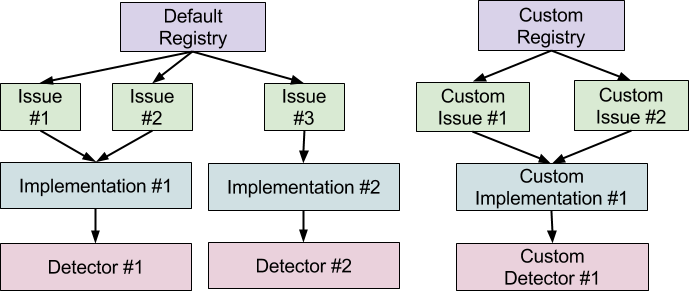 Default
Registry
Custom
Registry
Issue
#1
Issue
#2
Issue
#3
Custom
Issue #1
Custom
Issue #2
Implementation #1
Implementation #2
Custom
Implementation #1
Detector #1
Detector #2
Custom
Detector #1